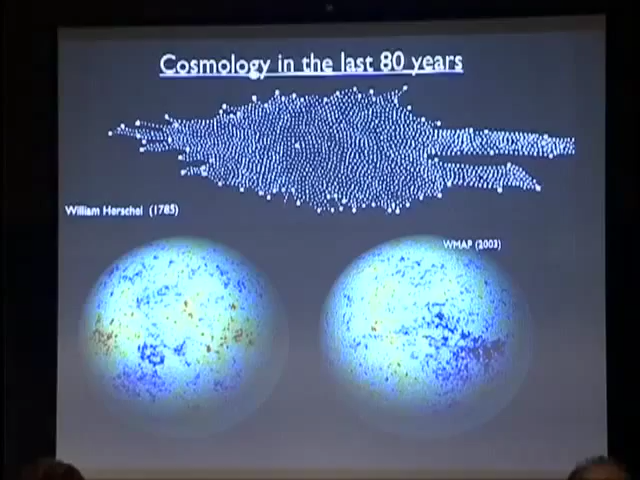 Cosmology in the last 80 years
William Herschel (1785)
WMAP (2003)